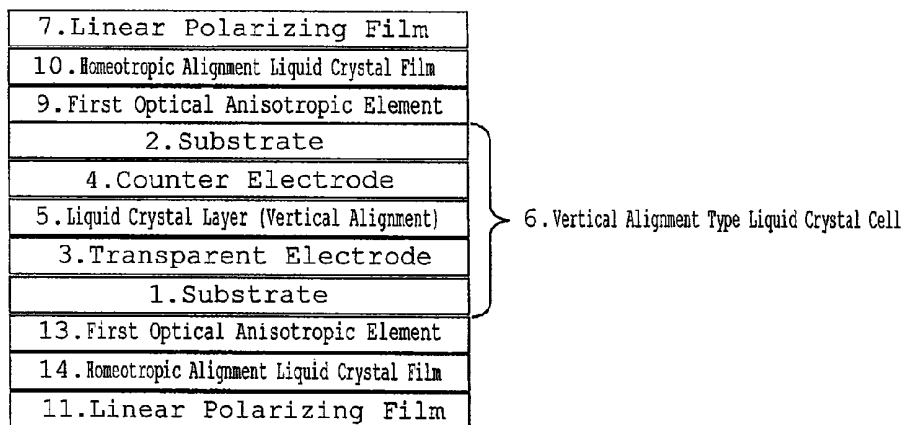 7.Linear Polarizing Film
10.Homeotropic Alignment Liquid Crystal Film
9.First Optical Anisotropic Element
2.Substrate
4.Counter Electrode
5.Liquid Crystal Layer (Vertical Alignment)
6.Vertical Alignment Type Liquid Crystal Cell
3.Transparent Electrode
1.Substrate
13.First Optical Anisotropic Element
14.Homeotropic Alignment Liquid Crystal Film
11.Linear Polarizing Film